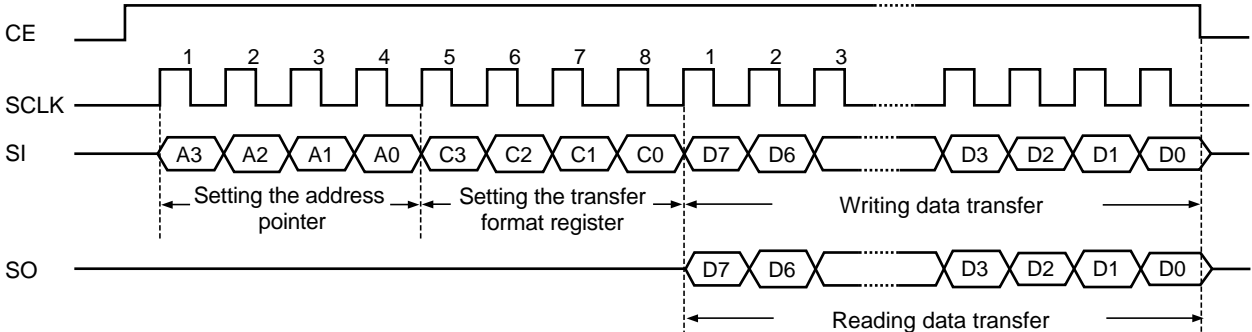 CE
1 2 3 4 5 6 7 8 1 2 3
SCLK
SI A3 A2 A1 A0 C3 C2 C1 C0 D7 D6 D3 D2 D1 D0
Setting the address Setting the transfer Writing data transfer
pointer format register
SO D7 D6 D3 D2 D1 D0
Reading data transfer